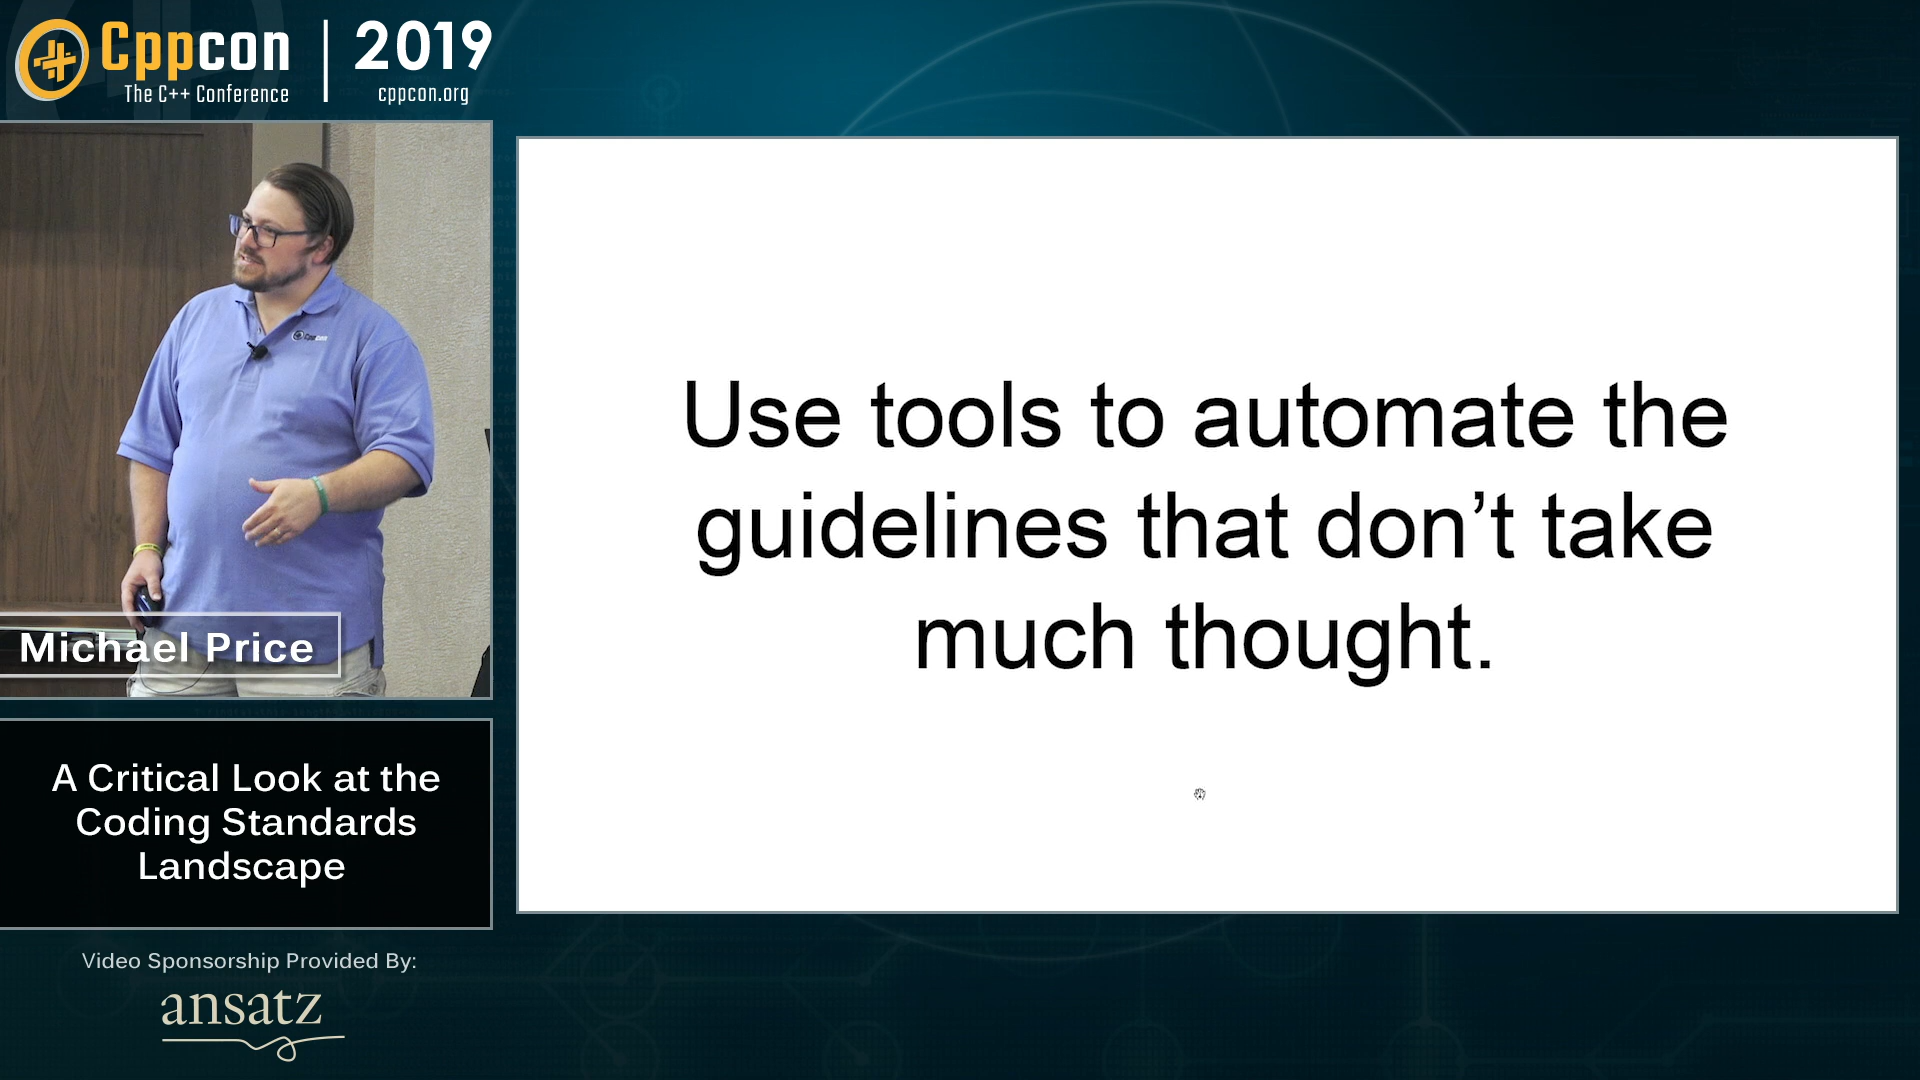 Cppcon
The C++ Conference
2019
cppcon.org
Michael Price
A Critical Look at the
Coding Standards
Landscape
Video Sponsorship Provided By:
ansatz
Use tools to automate the
guidelines that don’t take
much thought.